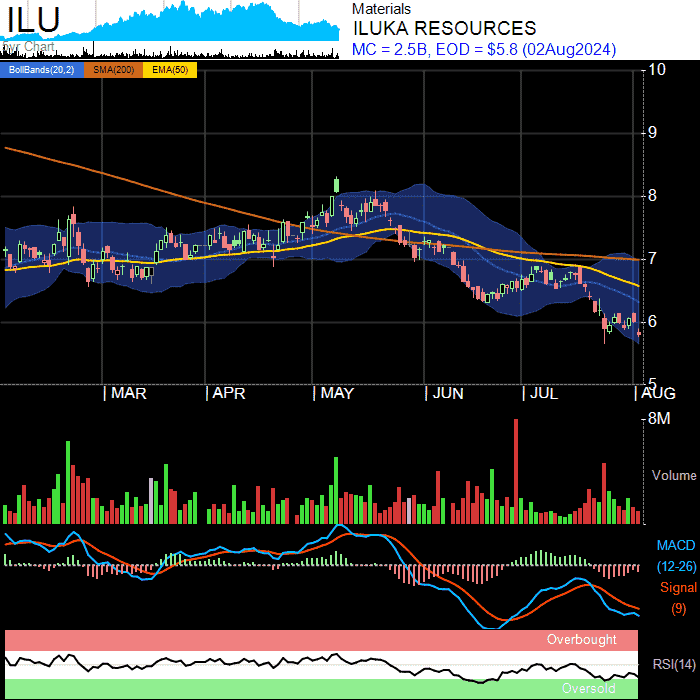 ILU
5wr Chart
Materials
ILUKA RESOURCES
MC = 2.5B, EOD = $5.8 (02Aug2024)
BollBands(20,2) SMA(200) EMA(50)
10
9
8
7
6
5
| MAR | APR | MAY | JUN | JUL | AUG
8M
Volume
MACD
(12-26)
Signal
(9)
Overbought
RSI(14)
Oversold